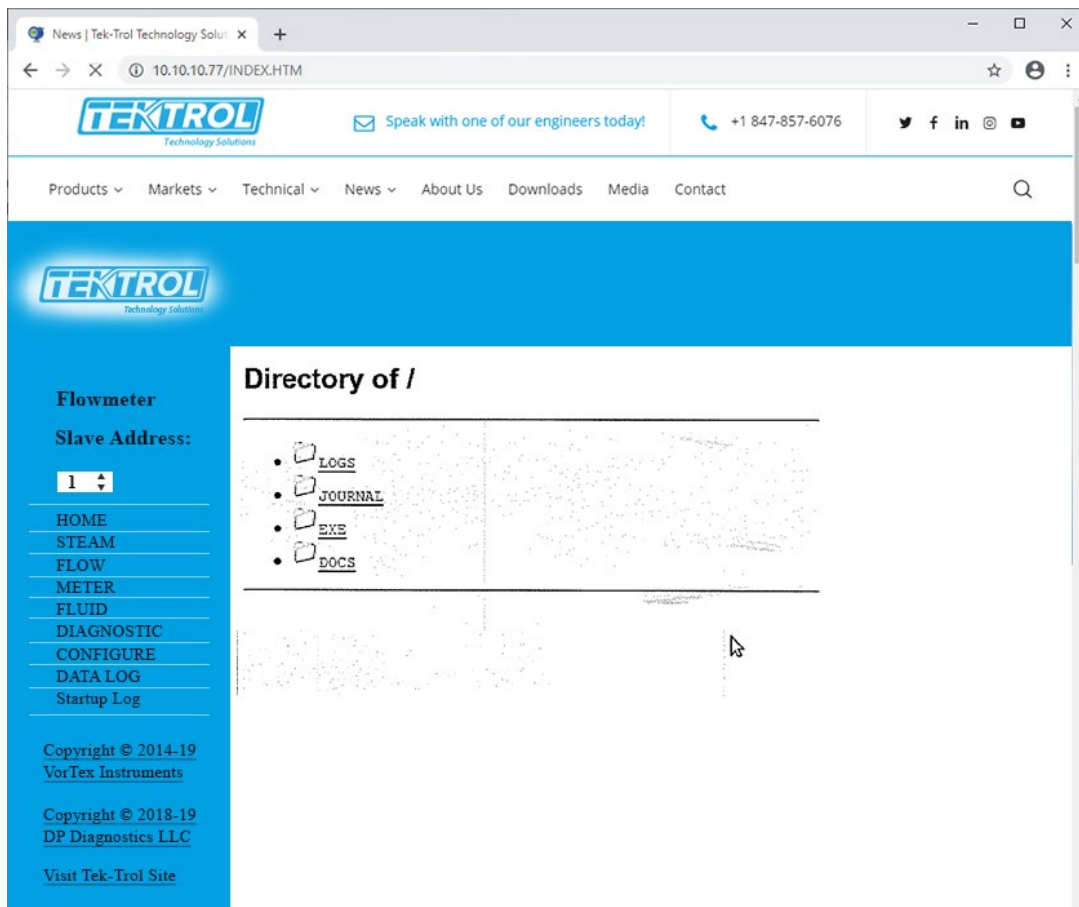 News | Tek-Trol Technology Solut
10.10.10.77/INDEX.HTM
TEKTROL
Technology Solutions
Speak with one of our engineers today!
+1 847-857-6076
Products
Markets
Technical
News
About Us
Downloads
Media
Contact
TEKTROL
Technology Solutions
Flowmeter
Slave Address:
1
HOME
STEAM
FLOW
METER
FLUID
DIAGNOSTIC
CONFIGURE
DATA LOG
Startup Log
Copyright © 2014-19
VorTex Instruments
Copyright © 2018-19
DP Diagnostics LLC
Visit Tek-Trol Site
Directory of /
LOGS
JOURNAL
EXE
DOCS